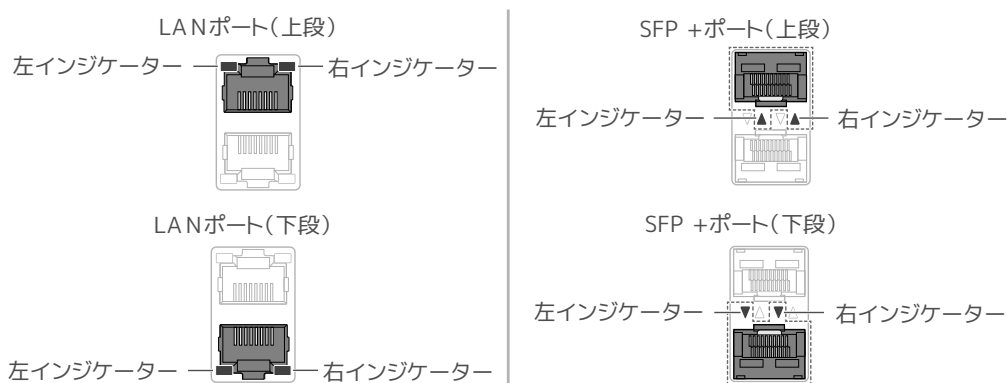 LANポート（上段）
左インジケーター
右インジケーター
LANポート（下段）
左インジケーター
右インジケーター
SFP +ポート（上段）
左インジケーター
右インジケーター
SFP +ポート（下段）
左インジケーター
右インジケーター